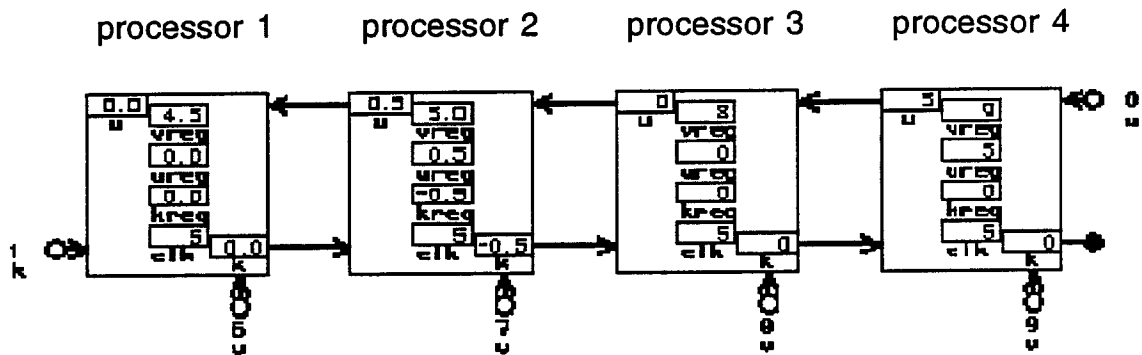 processor 1
processor 2
processor 3
processor 4
0.0
u
4.5
vreg
0.0
ureg
0.0
kreg
5
clk
0.0
k
1
k
6
v
0.5
u
5.0
vreg
0.5
ureg
-0.5
kreg
5
clk
-0.5
k
7
v
0
u
8
vreg
0
ureg
0
kreg
5
clk
0
k
v
5
u
9
vreg
5
ureg
0
kreg
5
clk
0
k
0
u
9
v